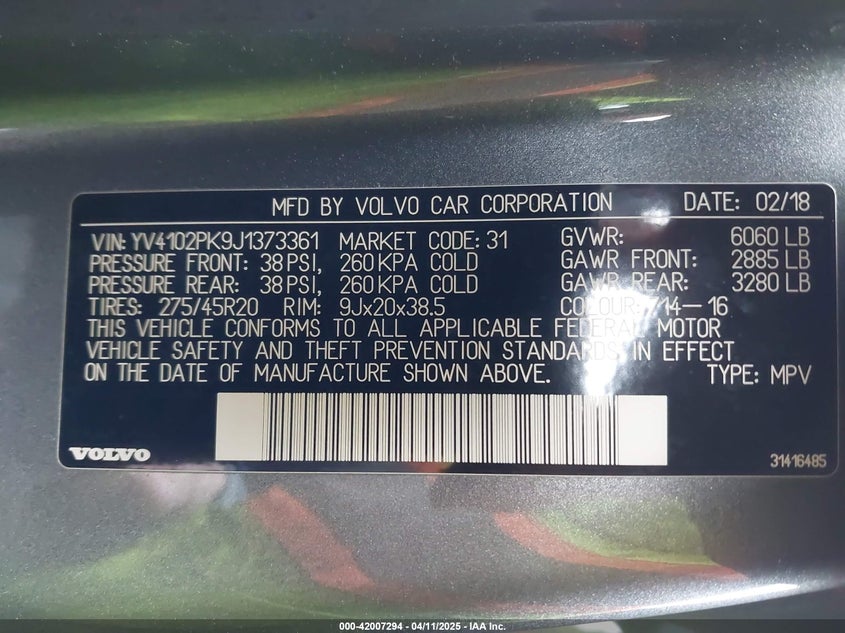 MFD BY VOLVO CAR CORPORATION DATE: 02/18
VIN: YV4102PK9J1373361 MARKET CODE: 31 GVWR: 6060 LB
PRESSURE FRONT: 38 PSI, 260 KPA COLD GAWR FRONT: 2885 LB
PRESSURE REAR: 38 PSI, 260 KPA COLD GAWR REAR: 3280 LB
TIRES: 275/45R20 RIM: 9Jx20x38.5 COLOUR: 714–16
THIS VEHICLE CONFORMS TO ALL APPLICABLE FEDERAL MOTOR
VEHICLE SAFETY AND THEFT PREVENTION STANDARDS IN EFFECT
ON THE DATE OF MANUFACTURE SHOWN ABOVE. TYPE: MPV
VOLVO 31416485
000-42007294 - 04/11/2025 - IAA Inc.